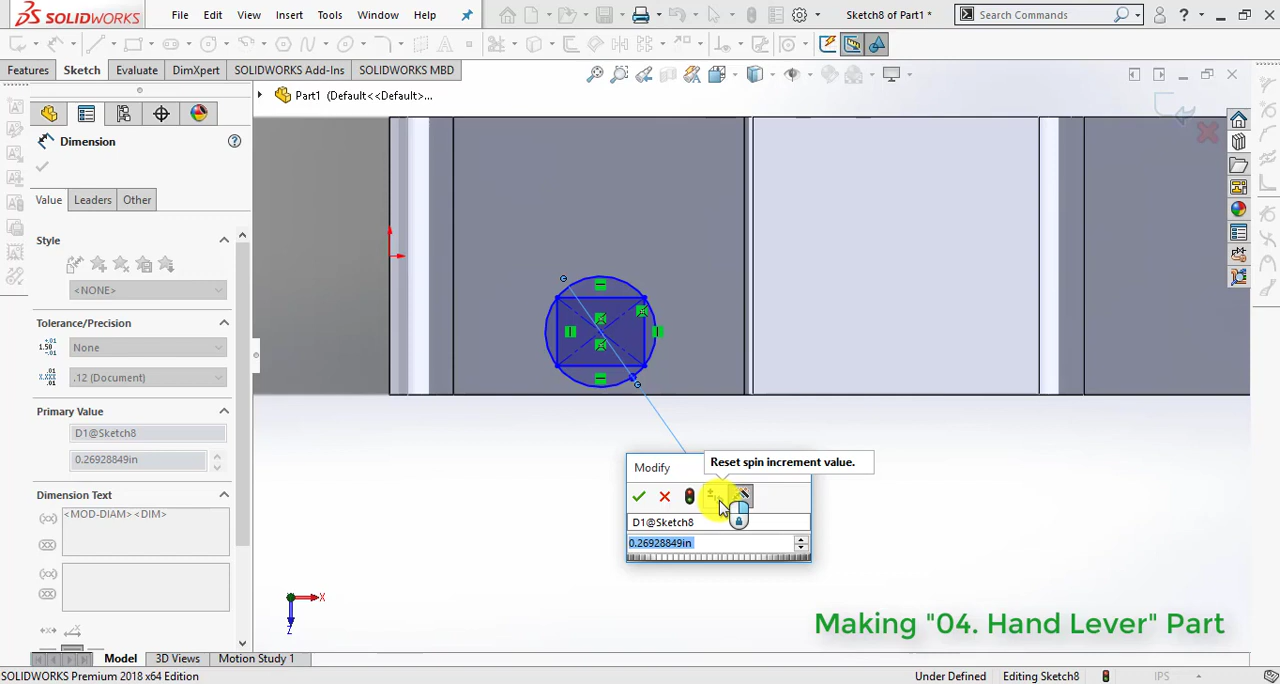 SOLIDWORKS
File Edit View Insert Tools Window Help
Sketch8 of Part1 *
Search Commands
?
Features Sketch Evaluate DimXpert SOLIDWORKS Add-Ins SOLIDWORKS MBD
Part1 (Default<<Default>...
Dimension
Value Leaders Other
Style
<NONE>
Tolerance/Precision
None
.12 (Document)
Primary Value
D1@Sketch8
0.26928849in
Dimension Text
<MOD-DIAM> <DIM>
Modify
Reset spin increment value.
D1@Sketch8
0.26928849in
X
Z
Making "04. Hand Lever" Part
Model 3D Views Motion Study 1
SOLIDWORKS Premium 2018 x64 Edition
Under Defined Editing Sketch8 IPS